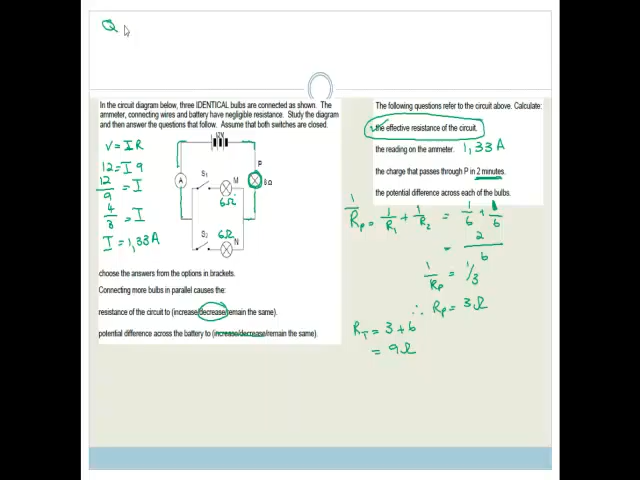 Q
In the circuit diagram below, three IDENTICAL bulbs are connected as shown. The
ammeter, connecting wires and battery have negligible resistance. Study the diagram
and then answer the questions that follow. Assume that both switches are closed.
V = IR
12 = I 9
12/9 = I
4/3 = I
I = 1,33A
12V
P
6Ω
A
S1
M
6Ω
S2
6Ω
N
choose the answers from the options in brackets.
Connecting more bulbs in parallel causes the:
resistance of the circuit to (increase/decrease/remain the same).
potential difference across the battery to (increase/decrease/remain the same).
The following questions refer to the circuit above. Calculate:
the effective resistance of the circuit.
the reading on the ammeter. 1,33A
the charge that passes through P in 2 minutes.
the potential difference across each of the bulbs.
1/RP = 1/R1 + 1/R2 = 1/6 + 1/6
= 2/6
1/RP = 1/3
∴ RP = 3Ω
RT = 3 + 6
= 9Ω